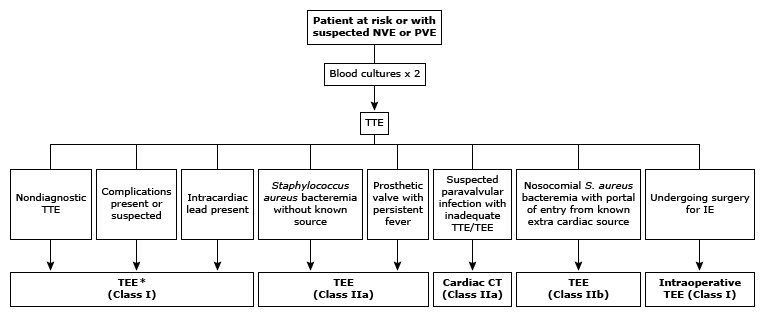 Patient at risk or with
suspected NVE or PVE
Blood cultures x 2
TTE
Nondiagnostic
TTE
Complications
present or
suspected
Intracardiac
lead present
Staphylococcus
aureus bacteremia
without known
source
Prosthetic
valve with
persistent
fever
Suspected
paravalvular
infection with
inadequate
TTE/TEE
Nosocomial S. aureus
bacteremia with portal
of entry from known
extra cardiac source
Undergoing surgery
for IE
TEE*
(Class I)
TEE
(Class IIa)
Cardiac CT
(Class IIa)
TEE
(Class IIb)
Intraoperative
TEE (Class I)